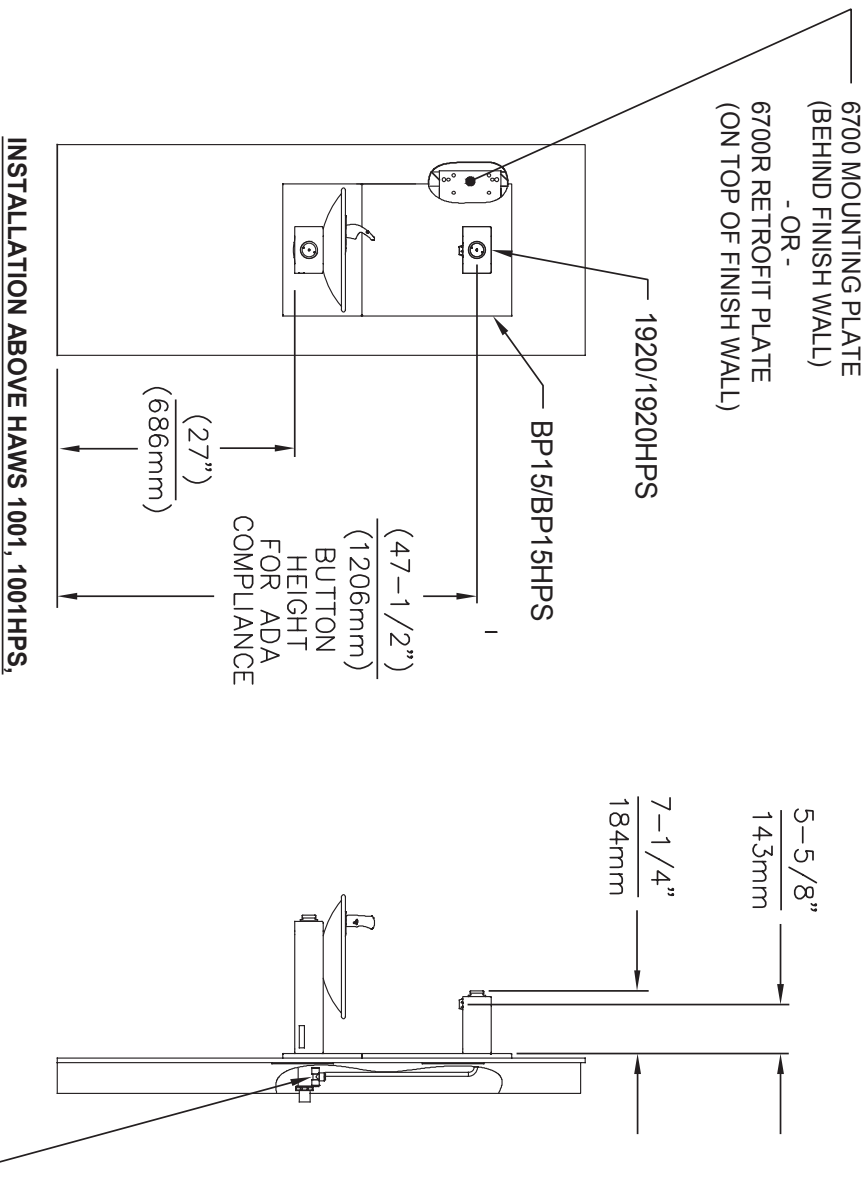 6700 MOUNTING PLATE
(BEHIND FINISH WALL)
- OR -
6700R RETROFIT PLATE
(ON TOP OF FINISH WALL)
1920/1920HPS
BP15/BP15HPS
(47-1/2")
(1206mm)
BUTTON
HEIGHT
FOR ADA
COMPLIANCE
(27")
(686mm)
5-5/8"
143mm
7-1/4"
184mm
INSTALLATION ABOVE HAWS 1001, 1001HPS,